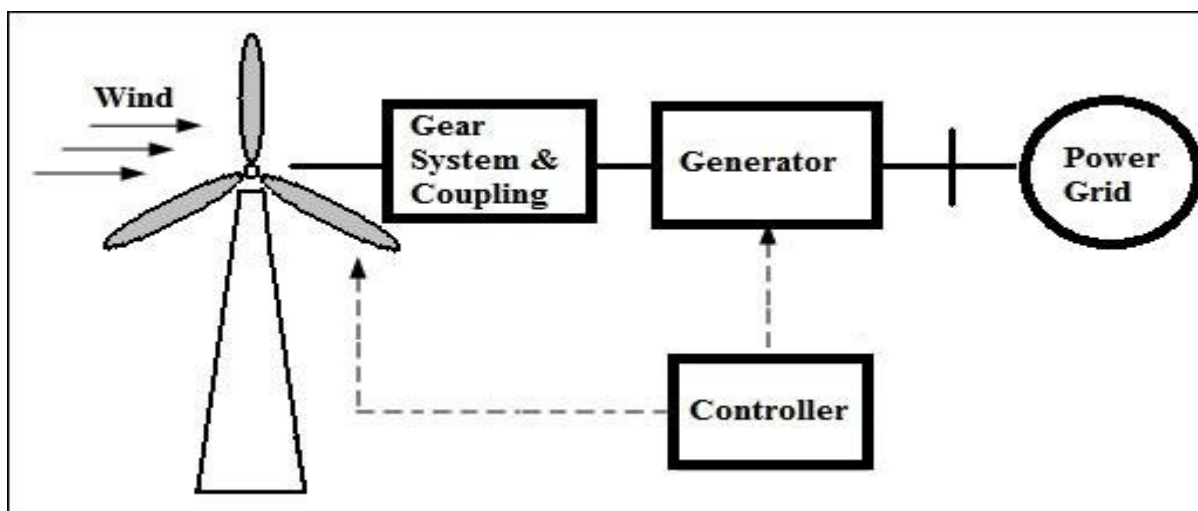 Wind
Gear
System &
Coupling
Generator
Power
Grid
Controller